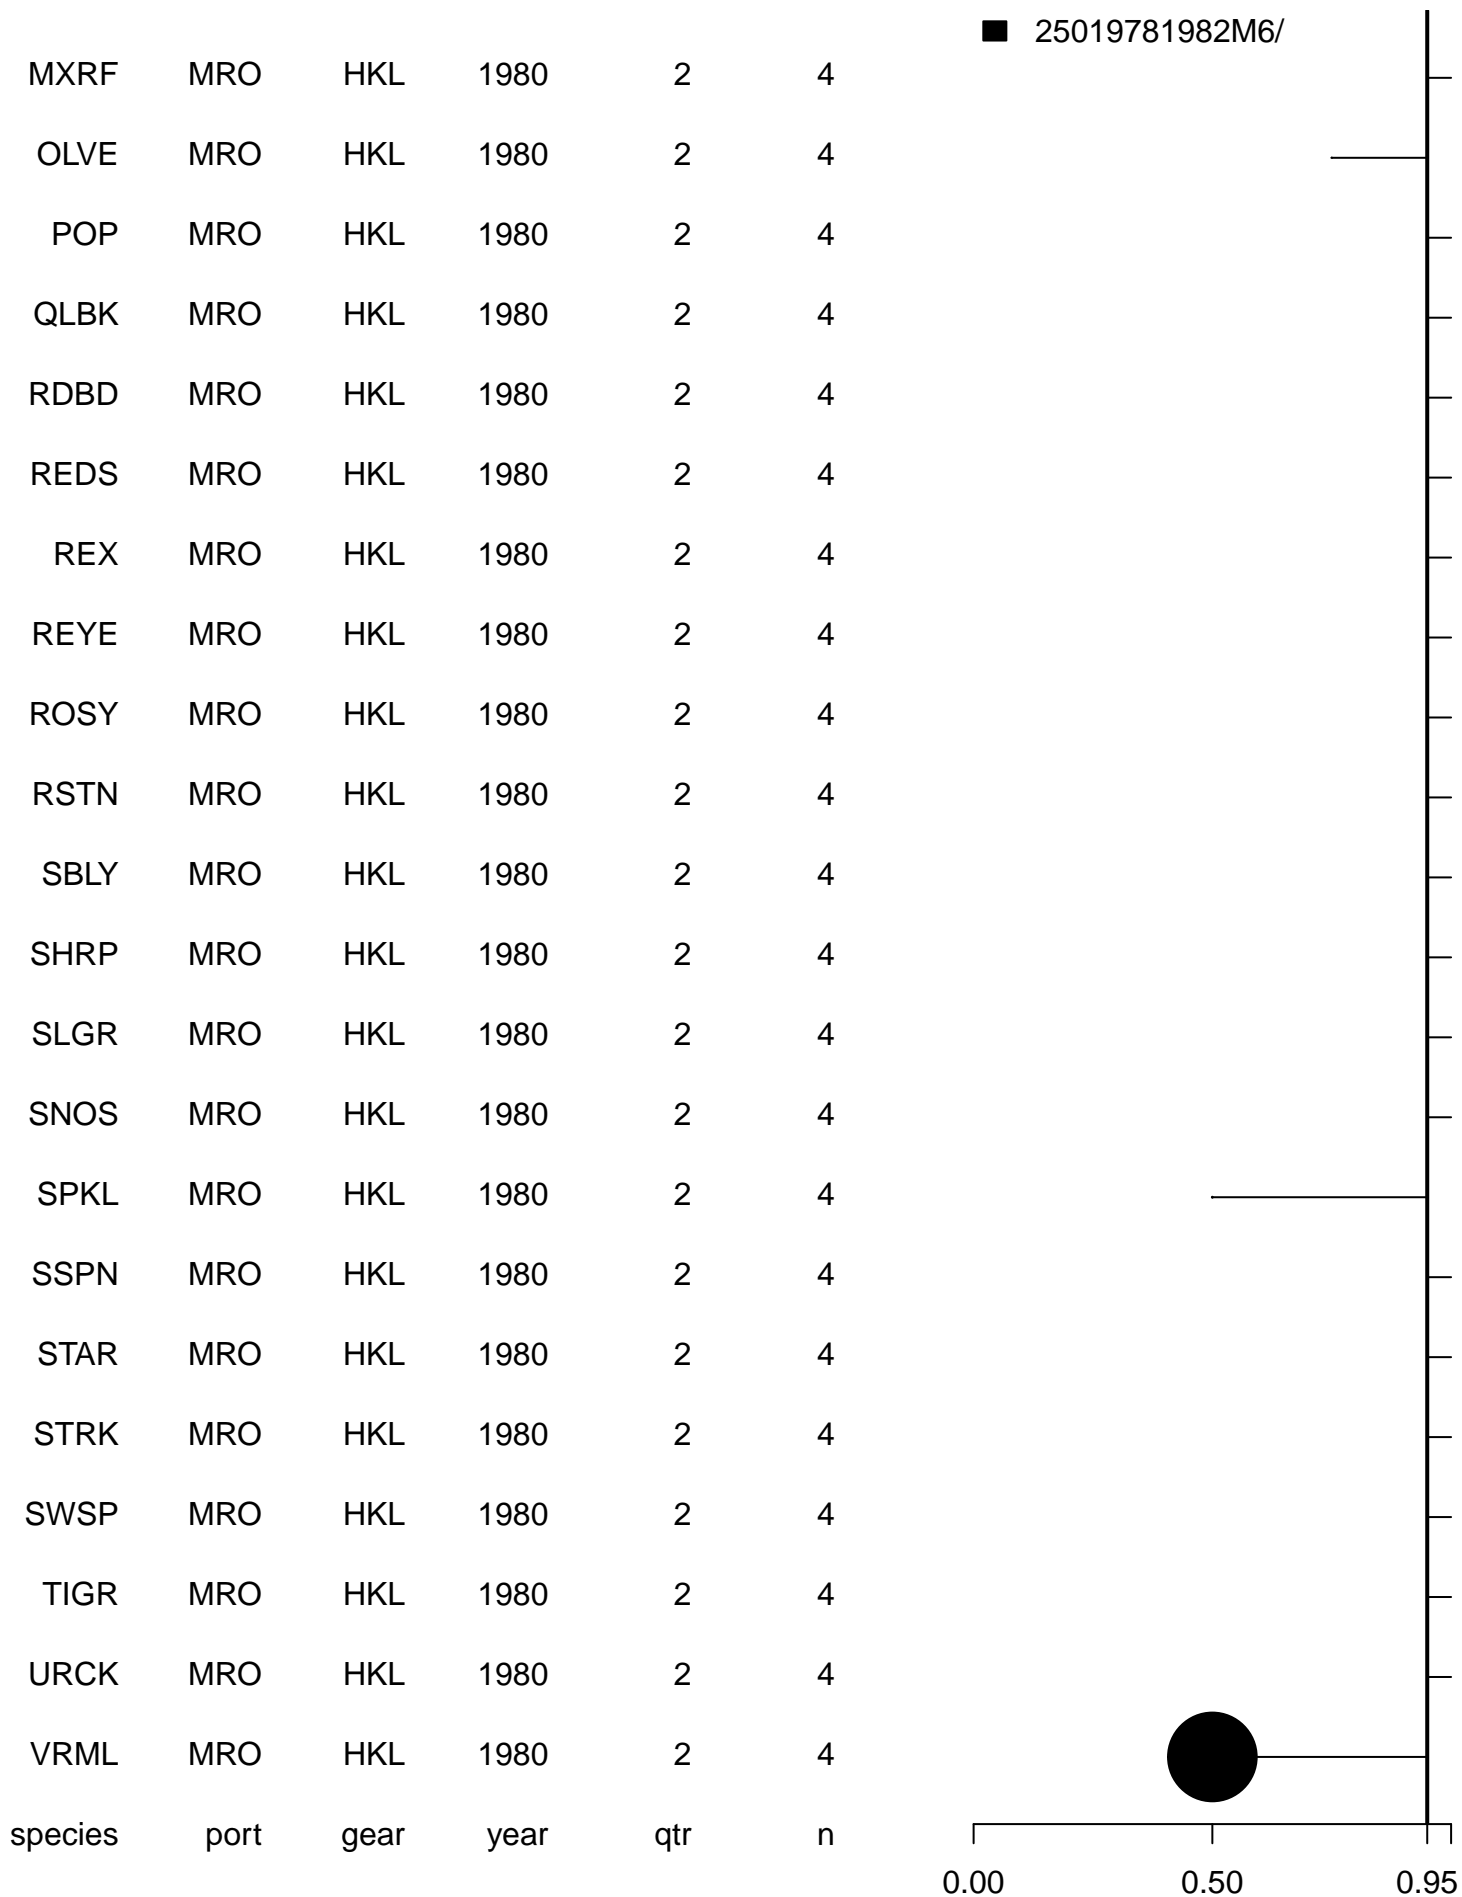 25019781982M6/
MXRF MRO HKL 1980 2 4
OLVE MRO HKL 1980 2 4
POP MRO HKL 1980 2 4
QLBK MRO HKL 1980 2 4
RDBD MRO HKL 1980 2 4
REDS MRO HKL 1980 2 4
REX MRO HKL 1980 2 4
REYE MRO HKL 1980 2 4
ROSY MRO HKL 1980 2 4
RSTN MRO HKL 1980 2 4
SBLY MRO HKL 1980 2 4
SHRP MRO HKL 1980 2 4
SLGR MRO HKL 1980 2 4
SNOS MRO HKL 1980 2 4
SPKL MRO HKL 1980 2 4
SSPN MRO HKL 1980 2 4
STAR MRO HKL 1980 2 4
STRK MRO HKL 1980 2 4
SWSP MRO HKL 1980 2 4
TIGR MRO HKL 1980 2 4
URCK MRO HKL 1980 2 4
VRML MRO HKL 1980 2 4
species port gear year qtr n
0.00 0.50 0.95